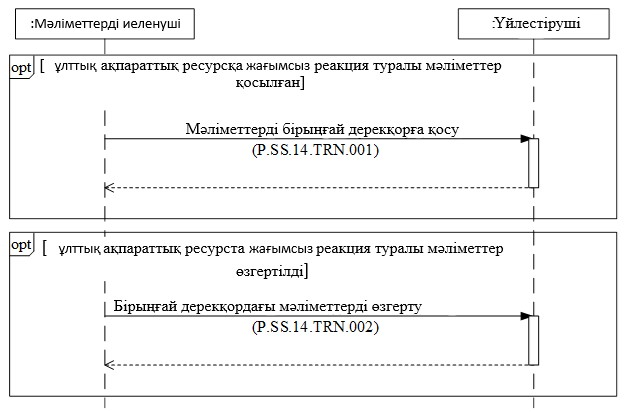 :Мәліметтерді иеленуші
:Үйлестіруші
opt
[ ұлттық ақпараттық ресурсқа жағымсыз реакция туралы мәліметтер
қосылған]
Мәліметтерді бірыңғай дерекқорға қосу
(P.SS.14.TRN.001)
opt
[ ұлттық ақпараттық ресурста жағымсыз реакция туралы мәліметтер
өзгертілді]
Бірыңғай дерекқордағы мәліметтерді өзгерту
(P.SS.14.TRN.002)